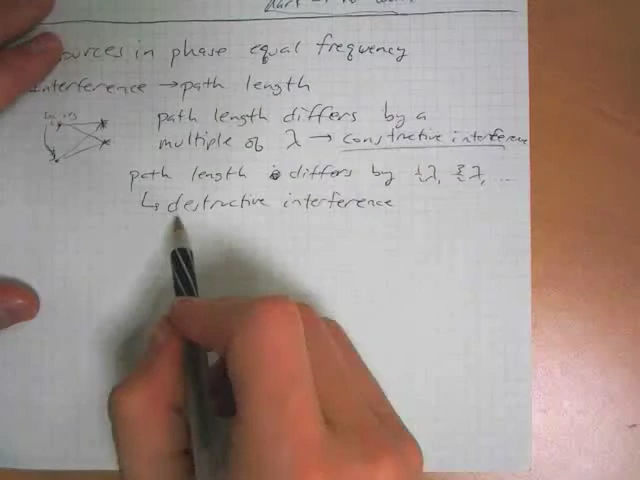 sources in phase equal frequency
Interference → path length
path length differs by a
multiple of λ → constructive interference
path length differs by ½λ, 3/2λ, ...
↳ destructive interference